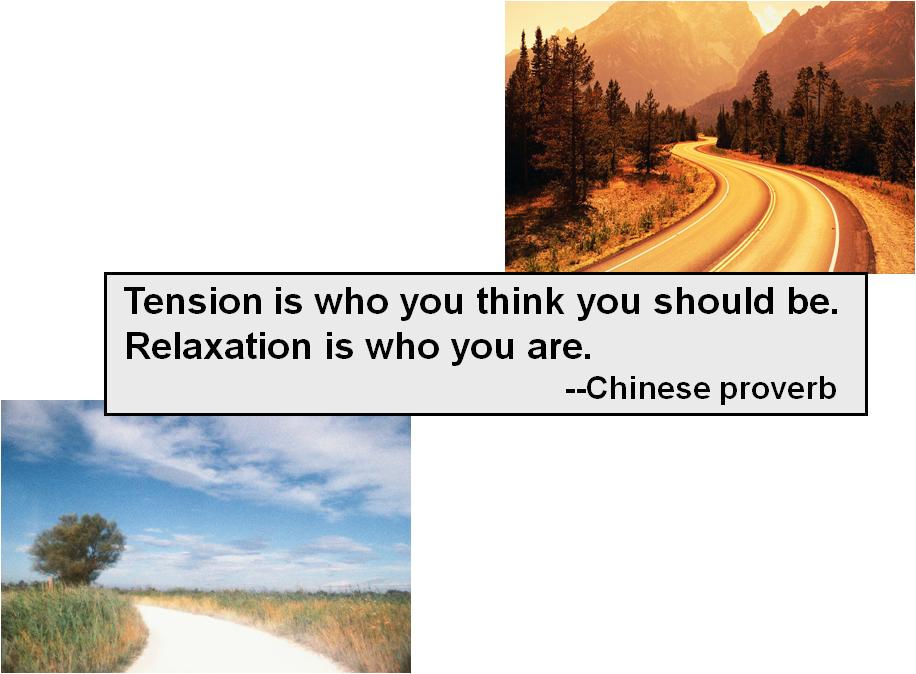 Tension is who you think you should be.
Relaxation is who you are.
--Chinese proverb